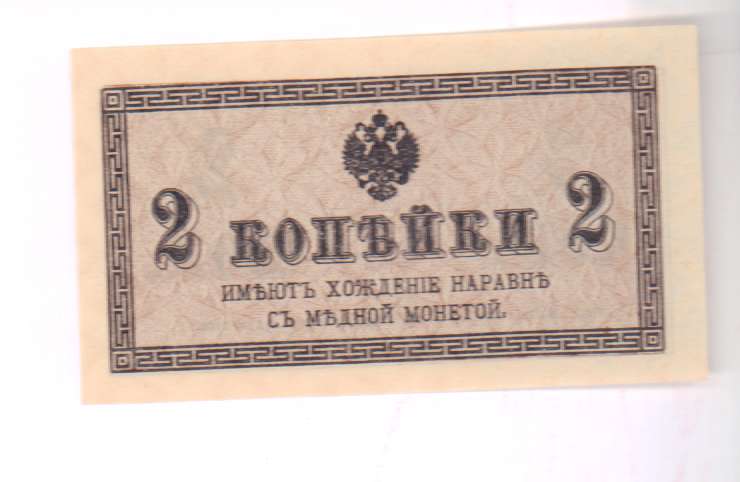 2 КОПѢЙКИ 2
ИМѢЮТЪ ХОЖДЕНІЕ НАРАВНѢ
СЪ МѢДНОЙ МОНЕТОЙ.